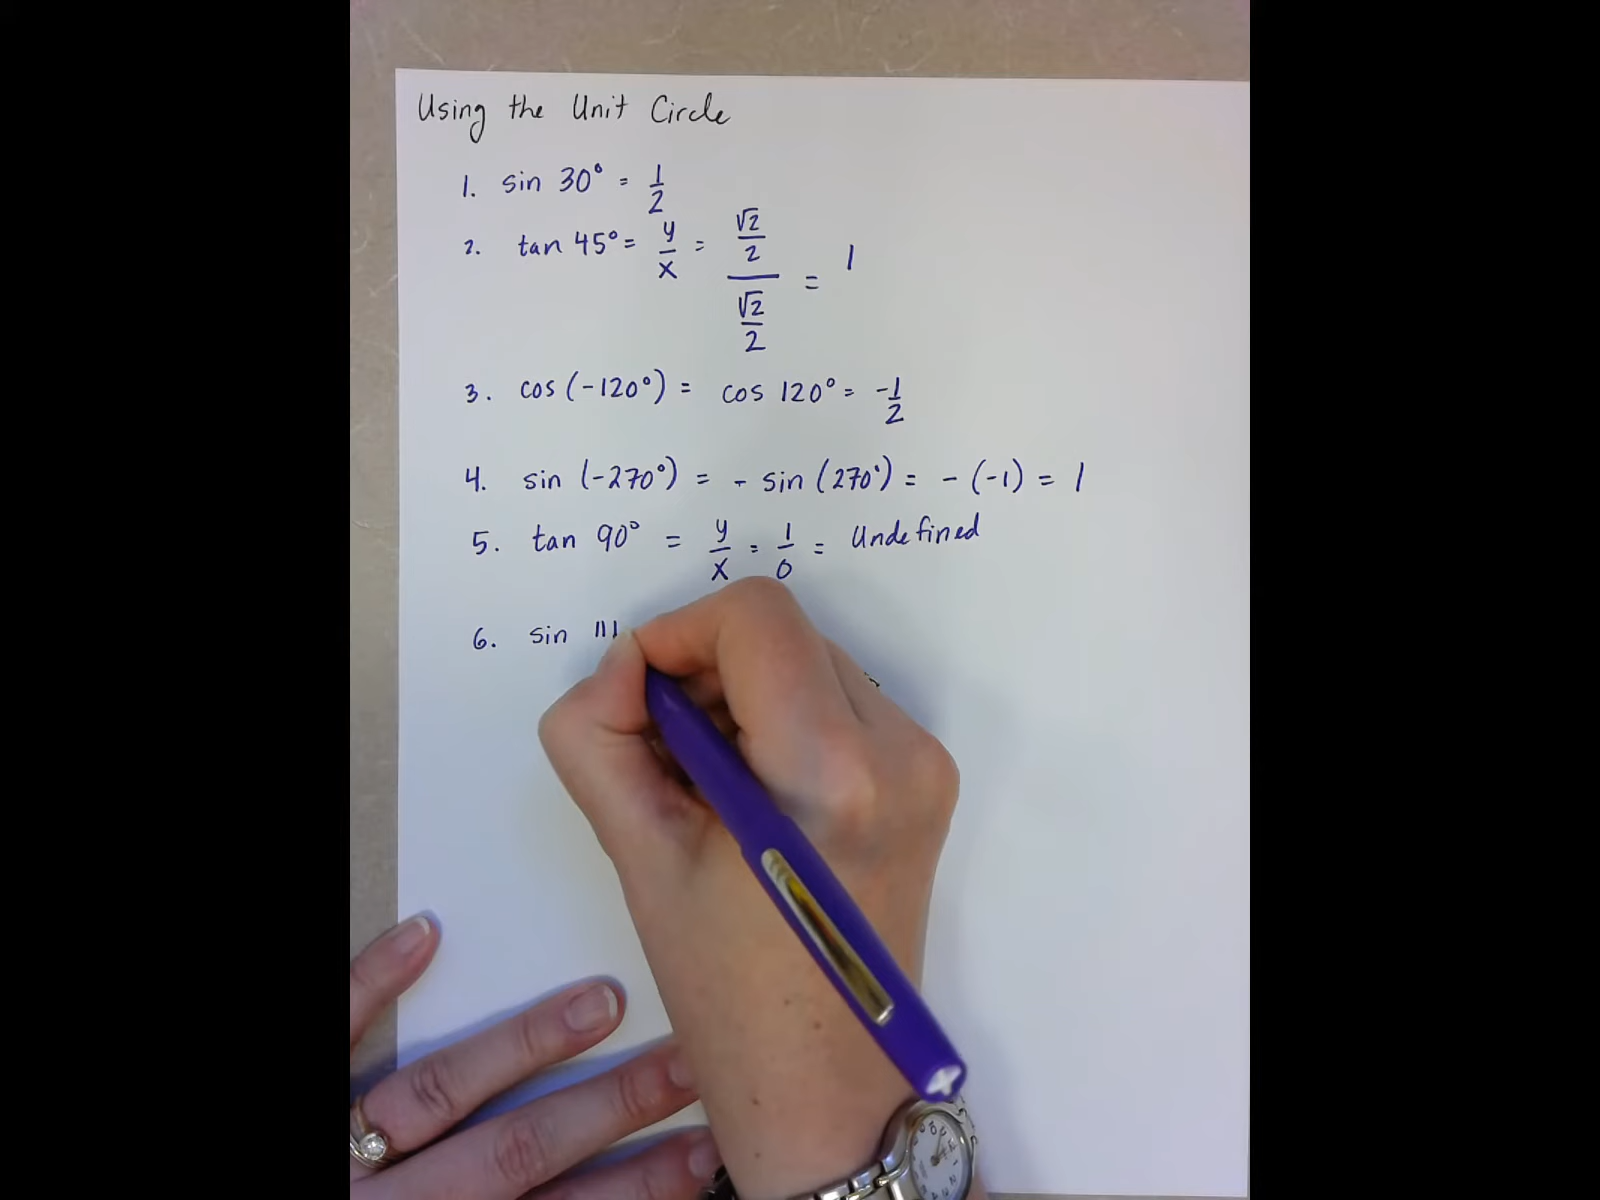 Using the Unit Circle
1. sin 30° = 1/2
2. tan 45° = y/x = (√2/2)/(√2/2) = 1
3. cos (-120°) = cos 120° = -1/2
4. sin (-270°) = - sin (270°) = - (-1) = 1
5. tan 90° = y/x = 1/0 = Undefined
6. sin 111